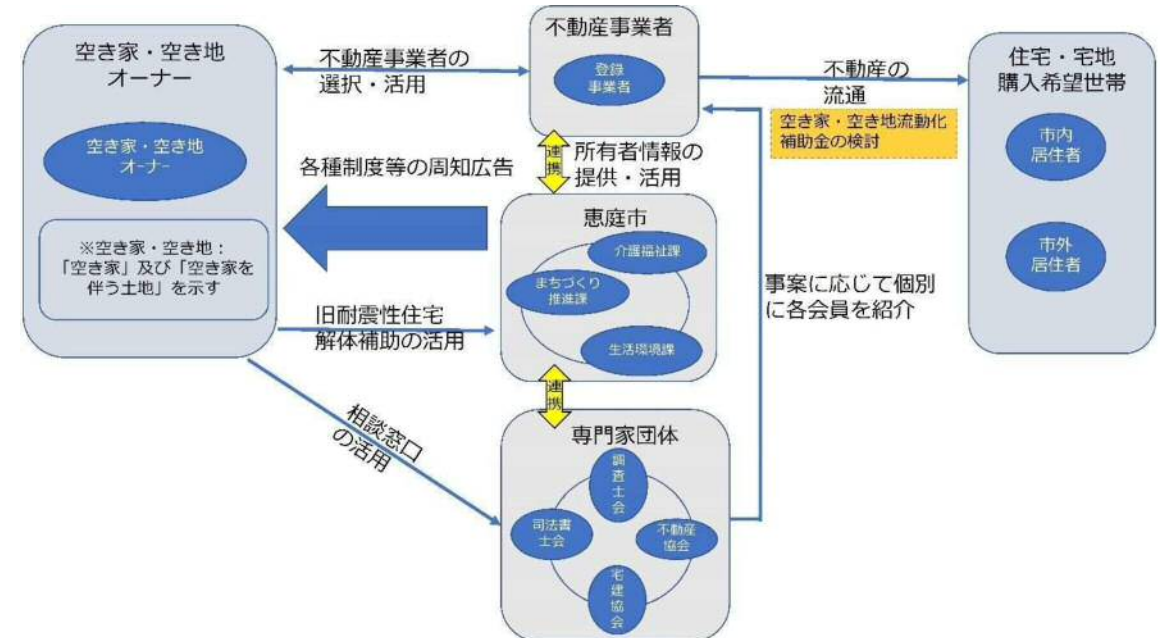 空き家・空き地
オーナー
空き家・空き地
オーナー
※空き家・空き地：
「空き家」及び「空き家を
伴う土地」を示す
不動産事業者の
選択・活用
各種制度等の周知広告
旧耐震性住宅
解体補助の活用
相談窓口
の活用
不動産事業者
登録
事業者
連携
所有者情報の
提供・活用
恵庭市
介護福祉課
まちづくり
推進課
生活環境課
連携
専門家団体
調査士会
司法書
士会
不動産
協会
宅建協会
不動産の
流通
空き家・空き地流動化
補助金の検討
事案に応じて個別
に各会員を紹介
住宅・宅地
購入希望世帯
市内
居住者
市外
居住者